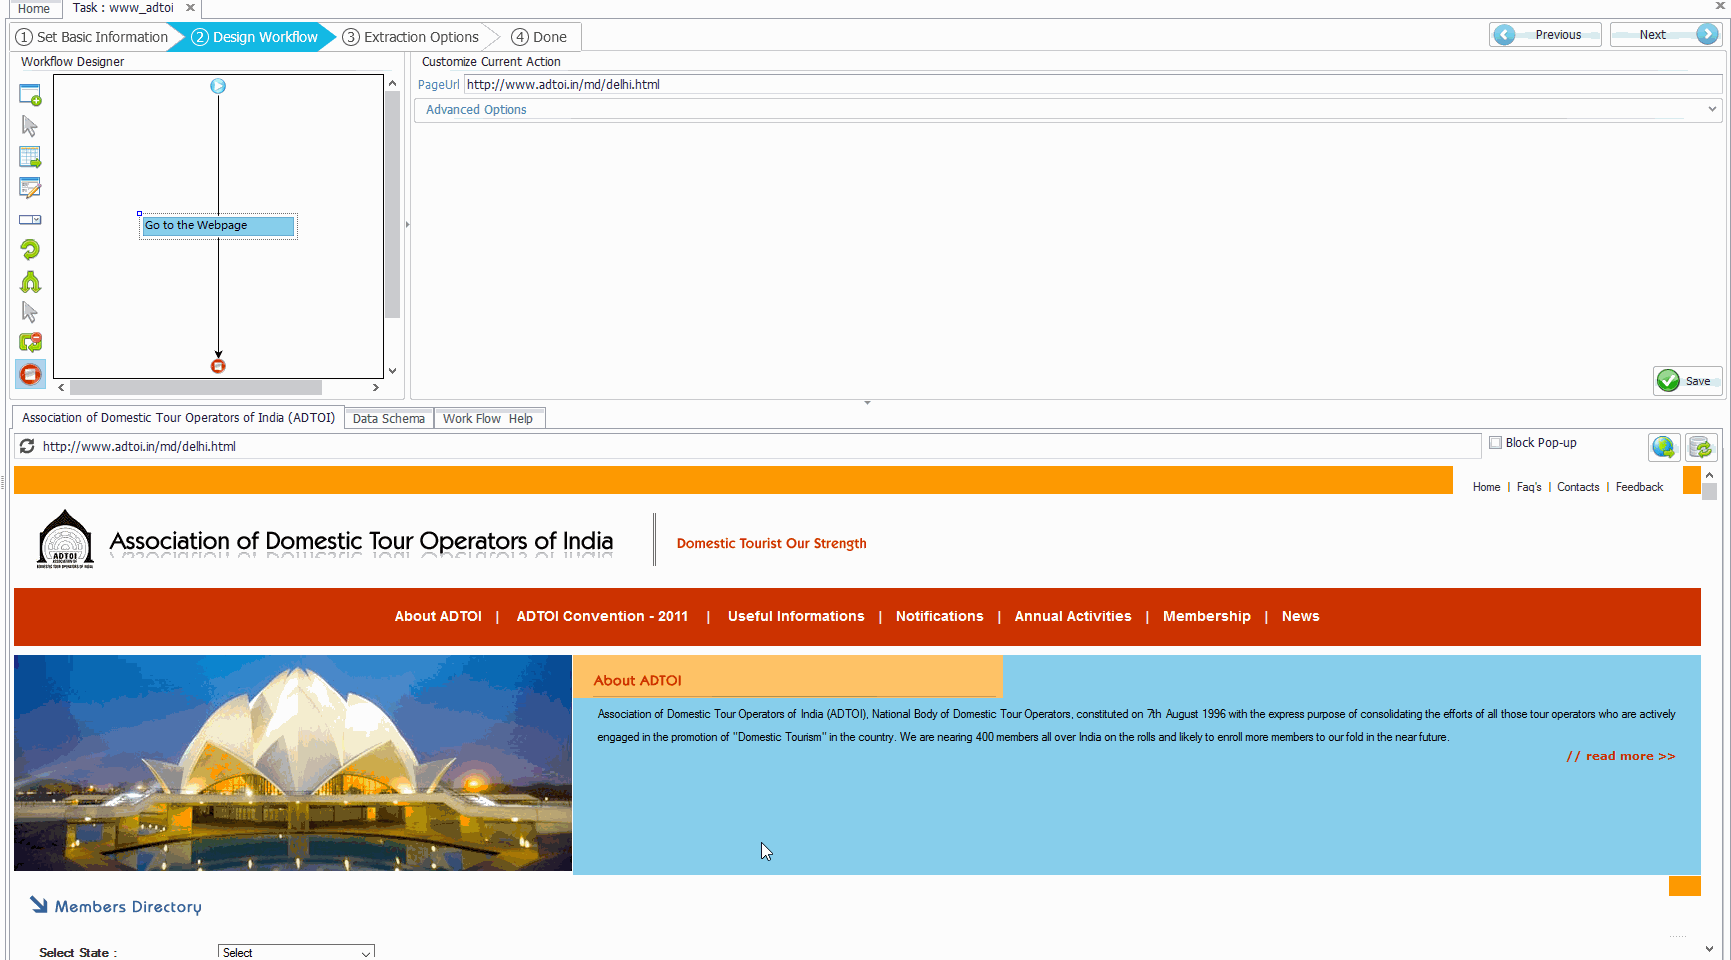 Home
Task : www_adtoi
1 Set Basic Information
2 Design Workflow
3 Extraction Options
4 Done
Previous
Next
Workflow Designer
Customize Current Action
PageUrl http://www.adtoi.in/md/delhi.html
Advanced Options
Go to the Webpage
Save
Association of Domestic Tour Operators of India (ADTOI)
Data Schema
Work Flow Help
http://www.adtoi.in/md/delhi.html
Block Pop-up
Home | Faq's | Contacts | Feedback
ADTOI
Association of Domestic Tour Operators of India
Domestic Tourist Our Strength
About ADTOI | ADTOI Convention - 2011 | Useful Informations | Notifications | Annual Activities | Membership | News
About ADTOI
Association of Domestic Tour Operators of India (ADTOI), National Body of Domestic Tour Operators, constituted on 7th August 1996 with the express purpose of consolidating the efforts of all those tour operators who are actively
engaged in the promotion of "Domestic Tourism" in the country. We are nearing 400 members all over India on the rolls and likely to enroll more members to our fold in the near future.
// read more >>
Members Directory
Select State : Select